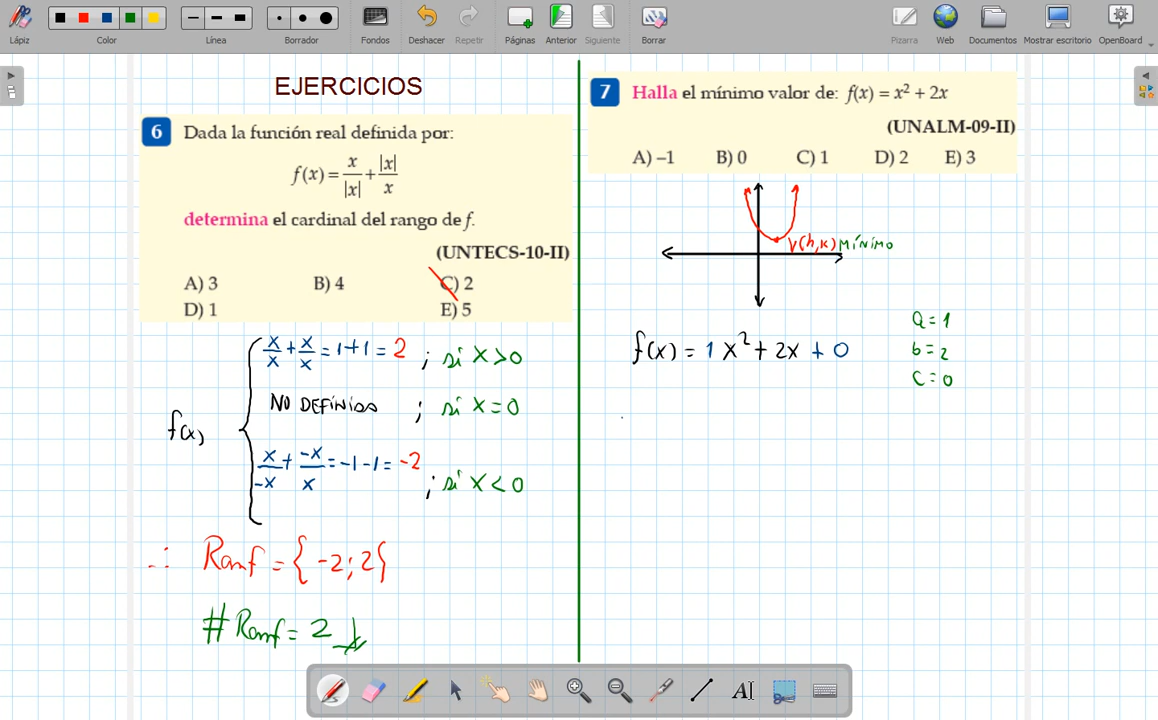 Lápiz
Color
Línea
Borrador
Fondos
Deshacer
Repetir
Páginas
Anterior
Siguiente
Borrar
Pizarra
Web
Documentos
Mostrar escritorio
OpenBoard
EJERCICIOS
6 Dada la función real definida por:
f(x) = x/|x| + |x|/x
determina el cardinal del rango de f.
(UNTECS-10-II)
A) 3 B) 4 C) 2
D) 1 E) 5
x/x + x/x = 1+1 = 2 ; si x > 0
NO DEFINIDO ; si x = 0
f(x)
x/-x + -x/x = -1 -1 = -2 ; si x < 0
∴ Ranf = { -2; 2}
# Ranf = 2
7 Halla el mínimo valor de: f(x) = x² + 2x
(UNALM-09-II)
A) –1 B) 0 C) 1 D) 2 E) 3
V(h,k) MÍNIMO
f(x) = 1x² + 2x + 0
a = 1
b = 2
c = 0